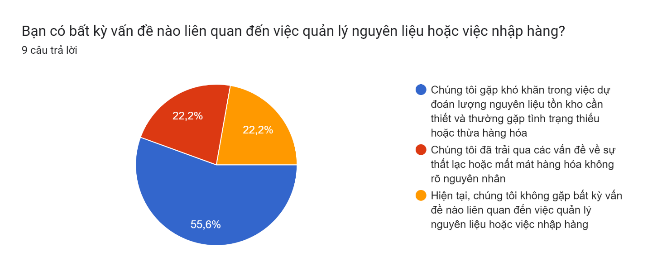 Bạn có bất kỳ vấn đề nào liên quan đến việc quản lý nguyên liệu hoặc việc nhập hàng?
9 câu trả lời
22,2%
22,2%
55,6%
Chúng tôi gặp khó khăn trong việc dự
đoán lượng nguyên liệu tồn kho cần
thiết và thường gặp tình trạng thiếu
hoặc thừa hàng hóa
Chúng tôi đã trải qua các vấn đề về sự
thất lạc hoặc mất mát hàng hóa không
rõ nguyên nhân
Hiện tại, chúng tôi không gặp bất kỳ vấn
đề nào liên quan đến việc quản lý
nguyên liệu hoặc việc nhập hàng